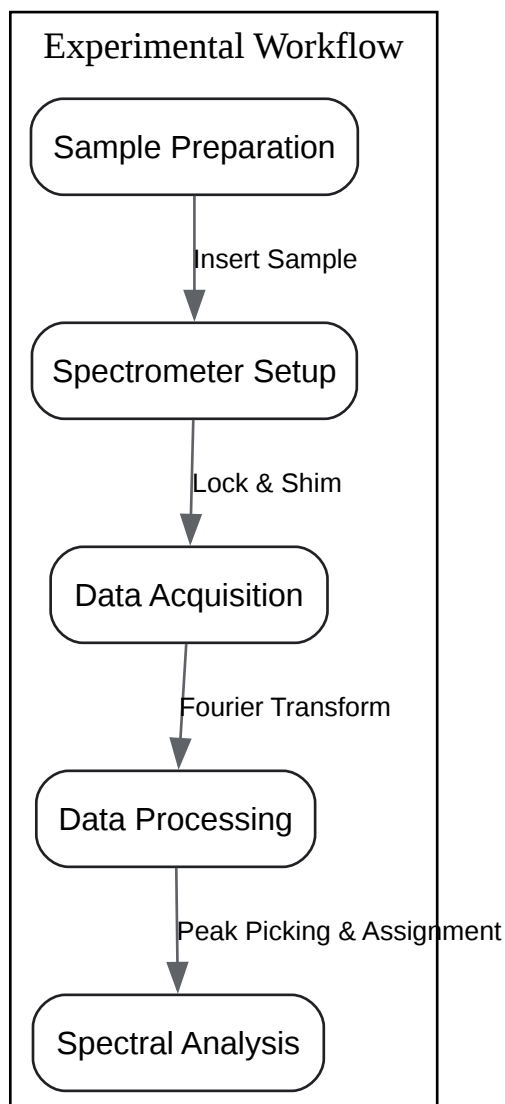 Experimental Workflow
Sample Preparation
Insert Sample
Spectrometer Setup
Lock & Shim
Data Acquisition
Fourier Transform
Data Processing
Peak Picking & Assignment
Spectral Analysis